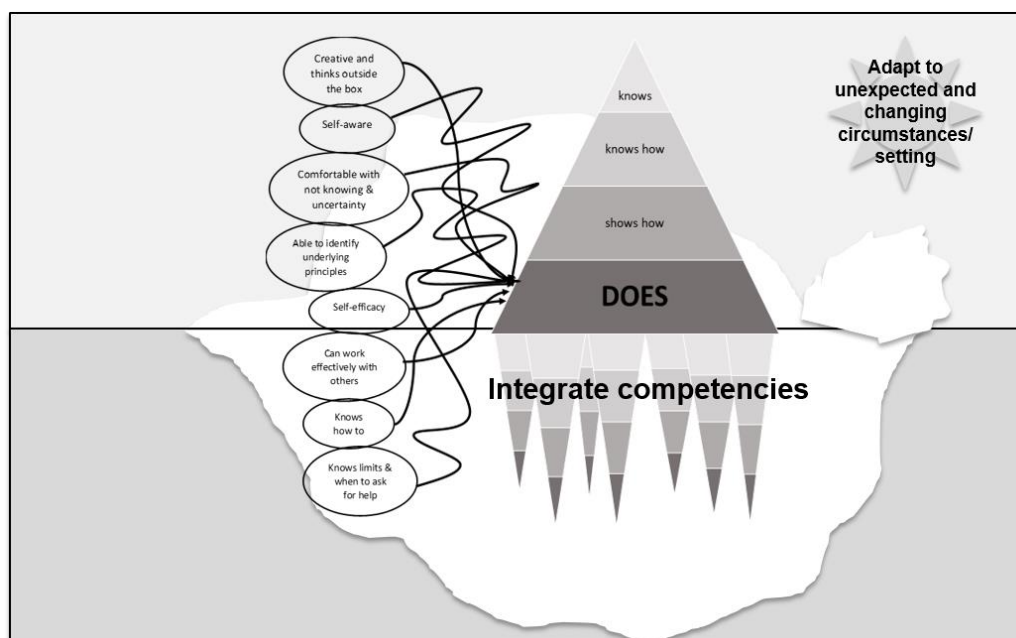 Creative and
thinks outside
the box
Self-aware
Comfortable with
not knowing &
uncertainty
Able to identify
underlying
principles
Self-efficacy
Can work
effectively with
others
Knows
how to
Knows limits &
when to ask
for help
knows
knows how
shows how
DOES
Integrate competencies
Adapt to
unexpected and
changing
circumstances/
setting